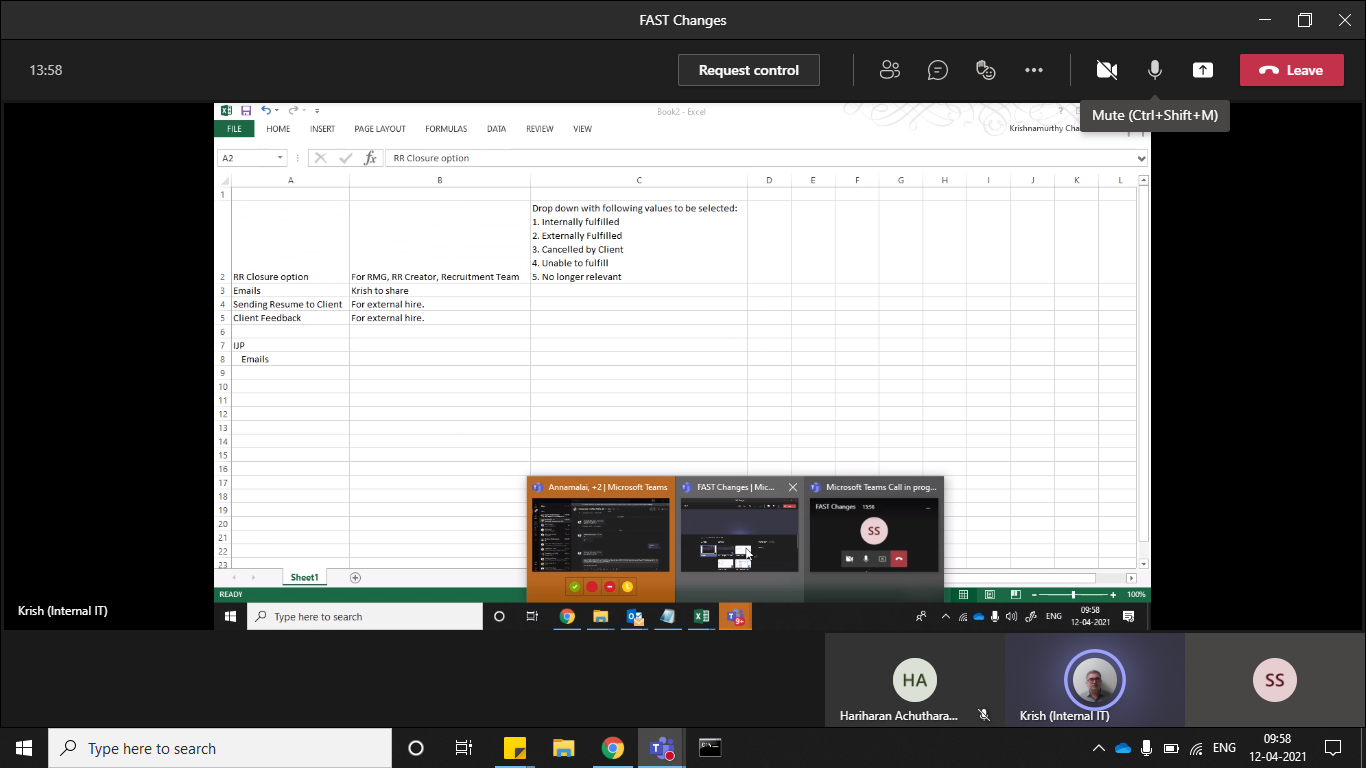 FAST Changes
13:58
Request control
Leave
Mute (Ctrl+Shift+M)
Book2 - Excel
FILE HOME INSERT PAGE LAYOUT FORMULAS DATA REVIEW VIEW
Krishnamurthy
A2
fx
RR Closure option
A B C D E F G H I J K L
1
Drop down with following values to be selected:
1. Internally fulfilled
2. Externally Fulfilled
3. Cancelled by Client
4. Unable to fulfill
2 RR Closure option For RMG, RR Creator, Recruitment Team 5. No longer relevant
3 Emails Krish to share
4 Sending Resume to Client For external hire.
5 Client Feedback For external hire.
6
7 IJP
8 Emails
9
10
11
12
13
14
15
16
17
18
19
20
21
22
23
Annamalai, +2 | Microsoft Teams
FAST Changes | Mic...
Microsoft Teams Call in prog...
FAST Changes 13:58
SS
Sheet1
READY
100%
Krish (Internal IT)
Type here to search
9+
ENG
09:58
12-04-2021
HA
Hariharan Achuthara...
Krish (Internal IT)
SS
Type here to search
ENG
09:58
12-04-2021